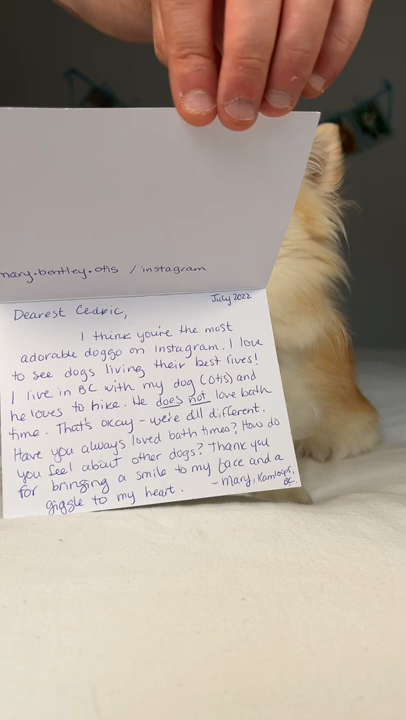 mary.bentley.otis / instagram
July 2022
Dearest Cedric,
I think you're the most
adorable doggo on Instagram. I love
to see dogs living their best lives!
I live in BC with my dog (Otis) and
he loves to hike. He does not love bath
time. That's okay - we're all different.
Have you always loved bath times? How do
you feel about other dogs? Thank you
for bringing a smile to my face and a
giggle to my heart. - Mary, Kamloops,
BC.